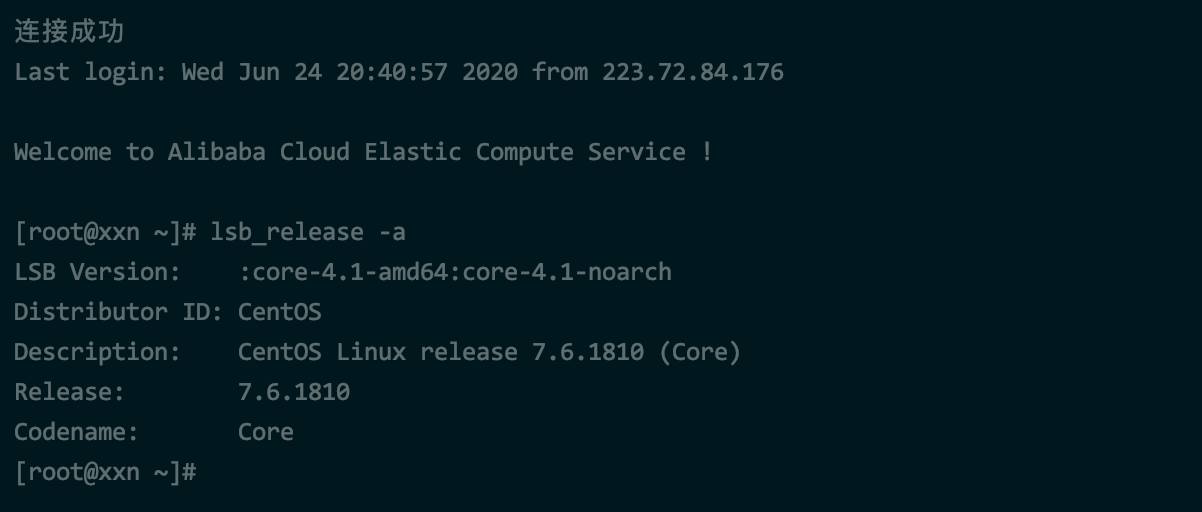 连接成功
Last login: Wed Jun 24 20:40:57 2020 from 223.72.84.176
Welcome to Alibaba Cloud Elastic Compute Service !
[root@xxn ~]# lsb_release -a
LSB Version:    :core-4.1-amd64:core-4.1-noarch
Distributor ID: CentOS
Description:    CentOS Linux release 7.6.1810 (Core)
Release:        7.6.1810
Codename:       Core
[root@xxn ~]#